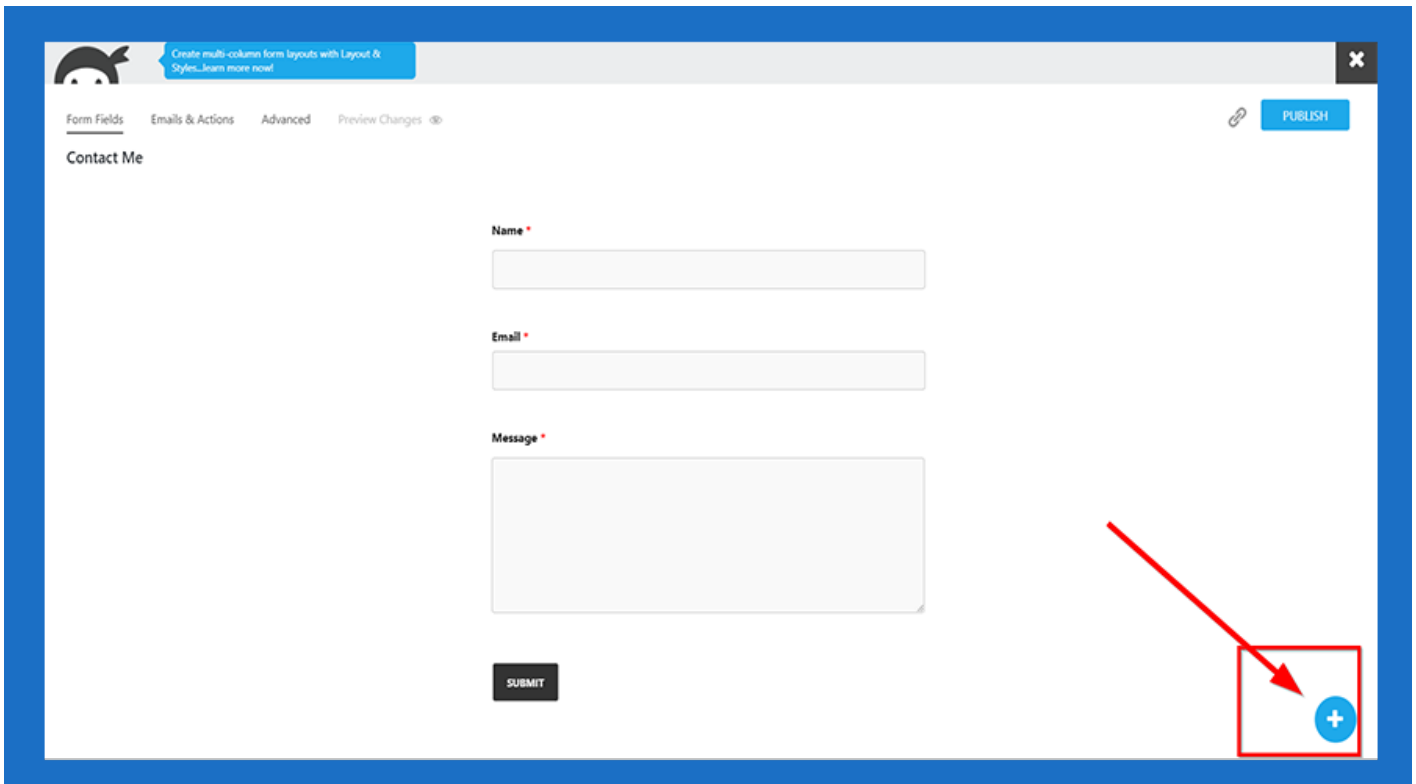 Create multi-column form layouts with Layout &
Styles...learn more now!
Form Fields Emails & Actions Advanced Preview Changes
PUBLISH
Contact Me
Name *
Email *
Message *
SUBMIT